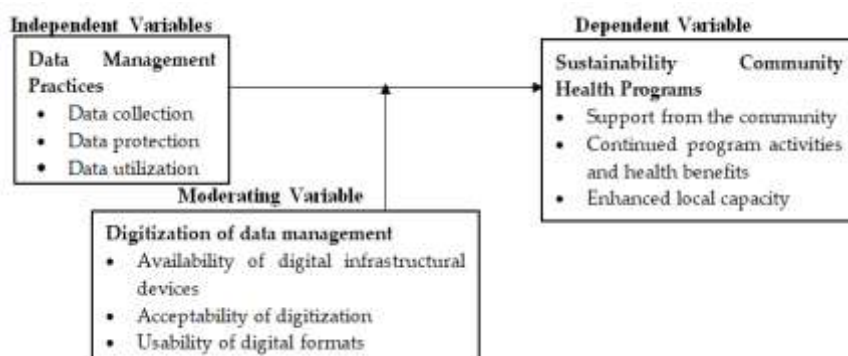 Independent Variables
Data Management
Practices
• Data collection
• Data protection
• Data utilization
Moderating Variable
Digitization of data management
• Availability of digital infrastructural
devices
• Acceptability of digitization
• Usability of digital formats
Dependent Variable
Sustainability Community
Health Programs
• Support from the community
• Continued program activities
and health benefits
• Enhanced local capacity